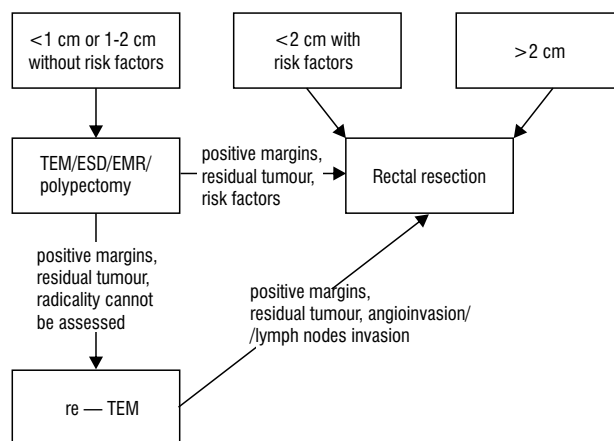 <1 cm or 1-2 cm
without risk factors
<2 cm with
risk factors
>2 cm
TEM/ESD/EMR/
polypectomy
positive margins,
residual tumour,
risk factors
Rectal resection
positive margins,
residual tumour,
radicality cannot
be assessed
positive margins,
residual tumour, angioinvasion/
/lymph nodes invasion
re — TEM